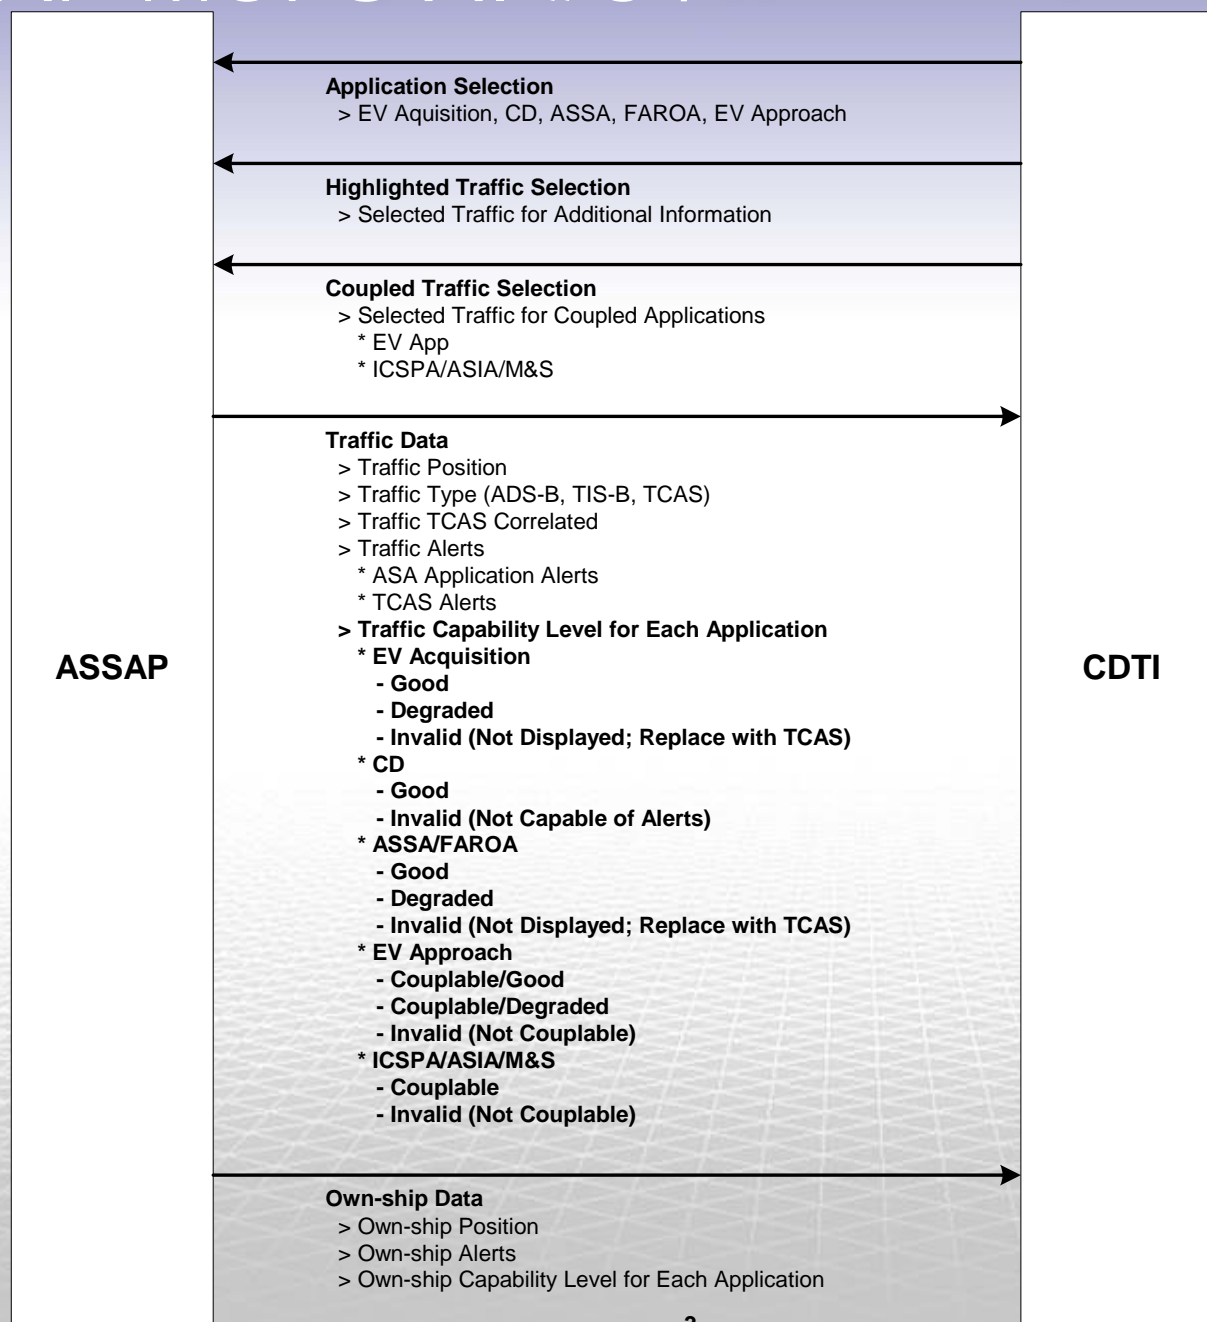 Application Selection
> EV Aquisition, CD, ASSA, FAROA, EV Approach
Highlighted Traffic Selection
> Selected Traffic for Additional Information
Coupled Traffic Selection
> Selected Traffic for Coupled Applications
* EV App
* ICSPA/ASIA/M&S
Traffic Data
> Traffic Position
> Traffic Type (ADS-B, TIS-B, TCAS)
> Traffic TCAS Correlated
> Traffic Alerts
* ASA Application Alerts
* TCAS Alerts
> Traffic Capability Level for Each Application
* EV Acquisition
- Good
- Degraded
- Invalid (Not Displayed; Replace with TCAS)
* CD
- Good
- Invalid (Not Capable of Alerts)
* ASSA/FAROA
- Good
- Degraded
- Invalid (Not Displayed; Replace with TCAS)
* EV Approach
- Couplable/Good
- Couplable/Degraded
- Invalid (Not Couplable)
* ICSPA/ASIA/M&S
- Couplable
- Invalid (Not Couplable)
Own-ship Data
> Own-ship Position
> Own-ship Alerts
> Own-ship Capability Level for Each Application
ASSAP
CDTI